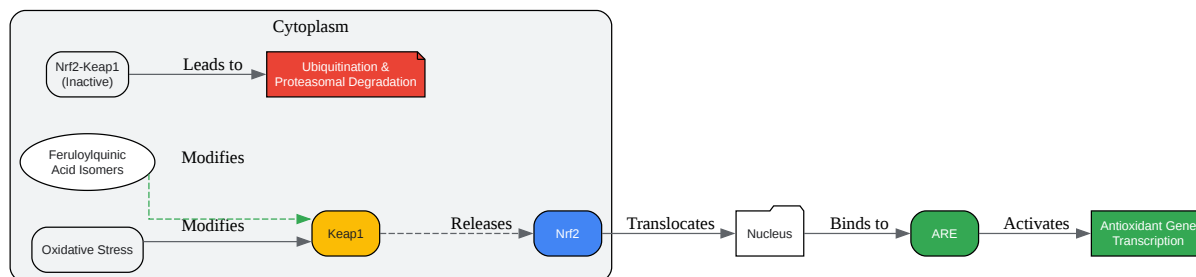 Cytoplasm
Nrf2-Keap1
(Inactive)
Leads to
Ubiquitination &
Proteasomal Degradation
Feruloylquinic
Acid Isomers
Modifies
Oxidative Stress
Modifies
Keap1
Releases
Nrf2
Translocates
Nucleus
Binds to
ARE
Activates
Antioxidant Gene
Transcription